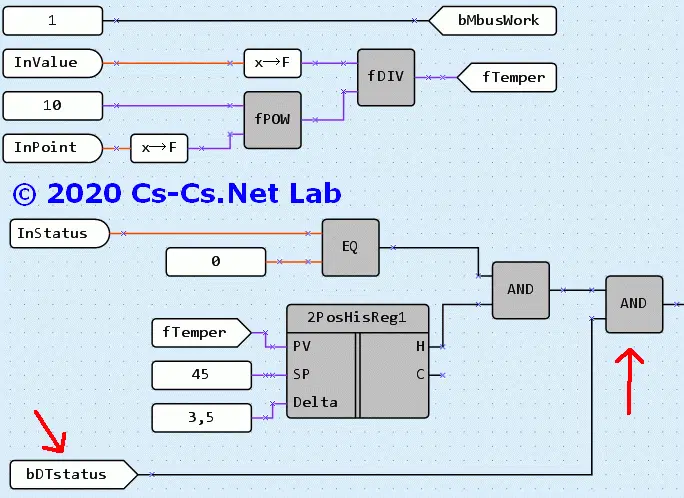 1
bMbusWork
InValue
x→F
fDIV
fTemper
10
fPOW
InPoint
x→F
© 2020 Cs-Cs.Net Lab
InStatus
EQ
0
AND
AND
2PosHisReg1
fTemper
PV
H
45
SP
C
3,5
Delta
bDTstatus